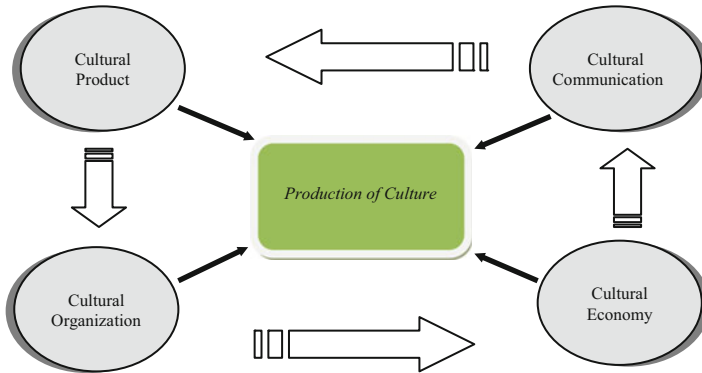 Cultural
Product
Cultural
Communication
Production of Culture
Cultural
Organization
Cultural
Economy